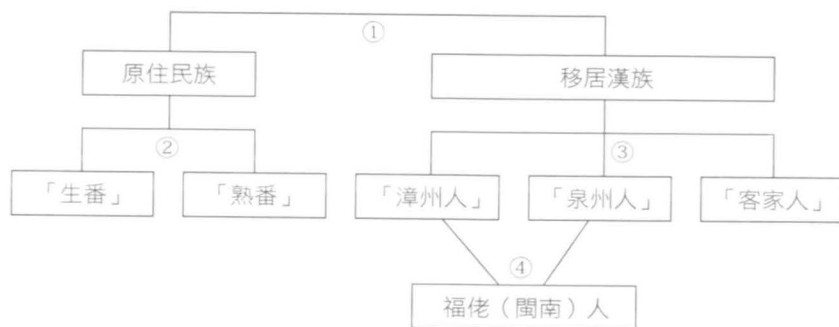 ①
原住民族
移居漢族
②
③
「生番」
「熟番」
「漳州人」
「泉州人」
「客家人」
④
福佬（閩南）人